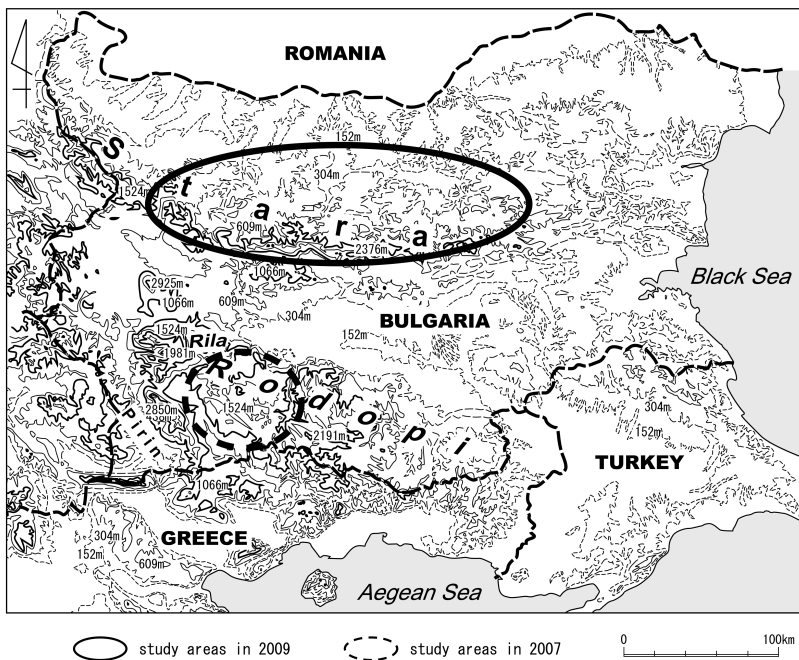 ROMANIA
152m
S
t
a
r
a
1524m
304m
609m
2376m
1066m
2925m
1066m
609m
304m
Black Sea
BULGARIA
152m
1524m
Rila
1981m
Rodopi
2850m
1524m
Pirin
2191m
304m
152m
TURKEY
1066m
GREECE
304m
152m
609m
Aegean Sea
study areas in 2009
study areas in 2007
0 100km